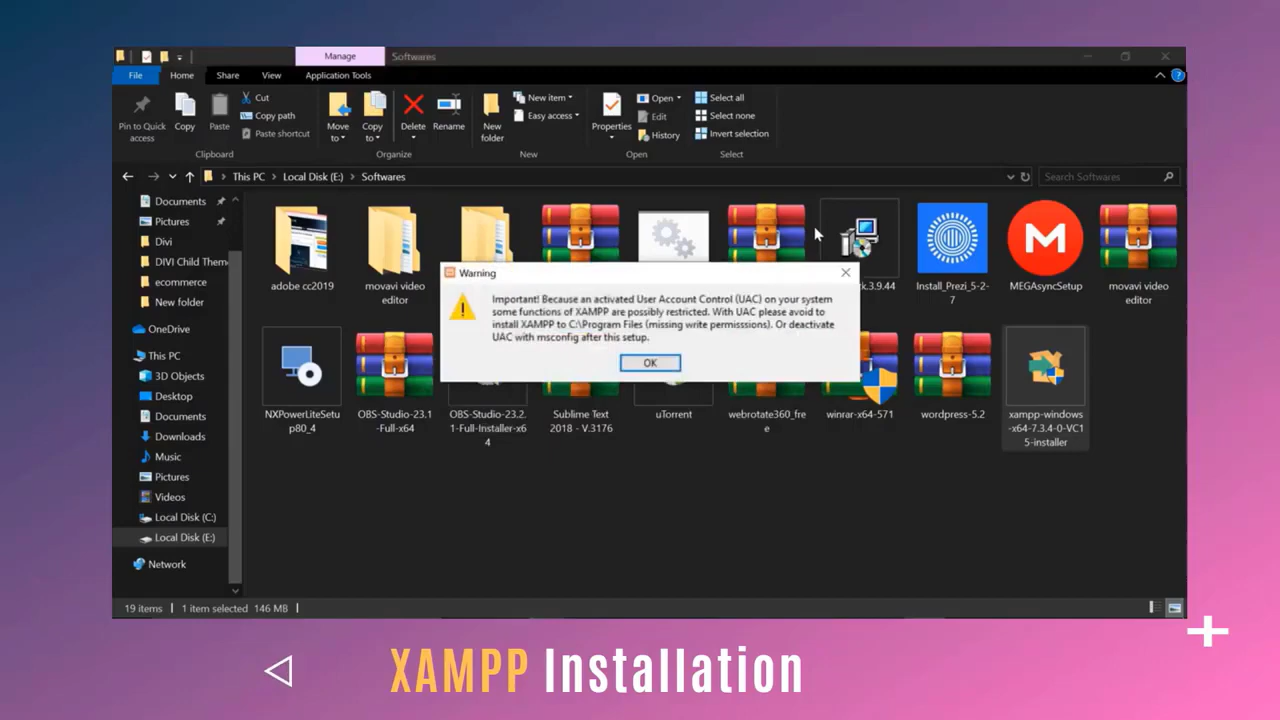 Manage
Softwares
File
Home
Share
View
Application Tools
Pin to Quick
access
Copy
Paste
Cut
Copy path
Paste shortcut
Clipboard
Move
to
Copy
to
Delete
Rename
Organize
New
folder
New item
Easy access
New
Properties
Open
Edit
History
Open
Select all
Select none
Invert selection
Select
This PC
Local Disk (E:)
Softwares
Search Softwares
Documents
Pictures
Divi
DIVI Child Them
ecommerce
New folder
OneDrive
This PC
3D Objects
Desktop
Documents
Downloads
Music
Pictures
Videos
Local Disk (C:)
Local Disk (E:)
Network
adobe cc2019
movavi video
editor
k.3.9.44
Install_Prezi_5-2-
7
MEGAsyncSetup
movavi video
editor
Warning
Important! Because an activated User Account Control (UAC) on your system
some functions of XAMPP are possibly restricted. With UAC please avoid to
install XAMPP to C:\Program Files (missing write permisssions). Or deactivate
UAC with msconfig after this setup.
OK
NXPowerLiteSetu
p80_4
OBS-Studio-23.1
-Full-x64
OBS-Studio-23.2.
1-Full-Installer-x6
4
Sublime Text
2018 - V.3176
uTorrent
webrotate360_fre
e
winrar-x64-571
wordpress-5.2
xampp-windows
-x64-7.3.4-0-VC1
5-installer
19 items
1 item selected 146 MB
XAMPP Installation